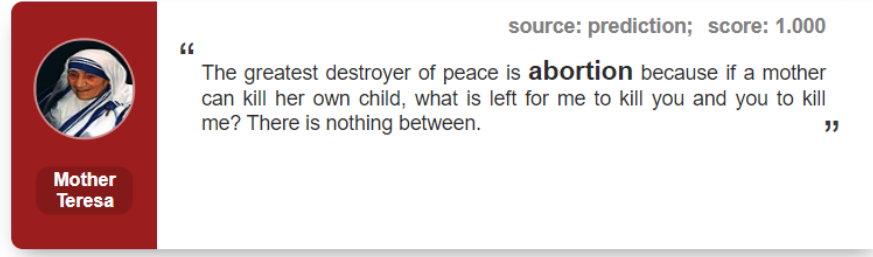 source: prediction; score: 1.000
“
The greatest destroyer of peace is abortion because if a mother
can kill her own child, what is left for me to kill you and you to kill
me? There is nothing between.
”
Mother
Teresa